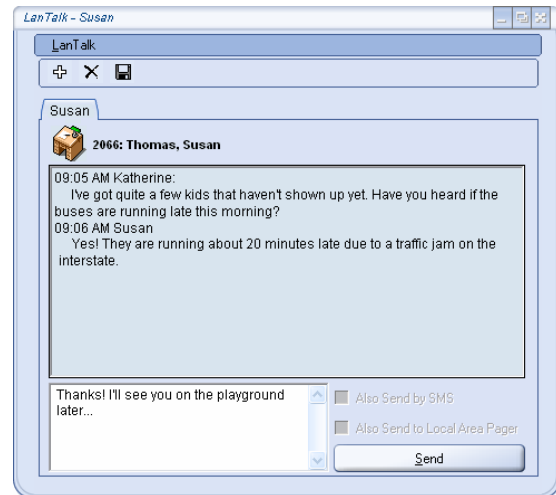 LanTalk - Susan
LanTalk
Susan
2066: Thomas, Susan
09:05 AM Katherine:
I've got quite a few kids that haven't shown up yet. Have you heard if the
buses are running late this morning?
09:06 AM Susan
Yes! They are running about 20 minutes late due to a traffic jam on the
interstate.
Thanks! I'll see you on the playground
later...
Also Send by SMS
Also Send to Local Area Pager
Send